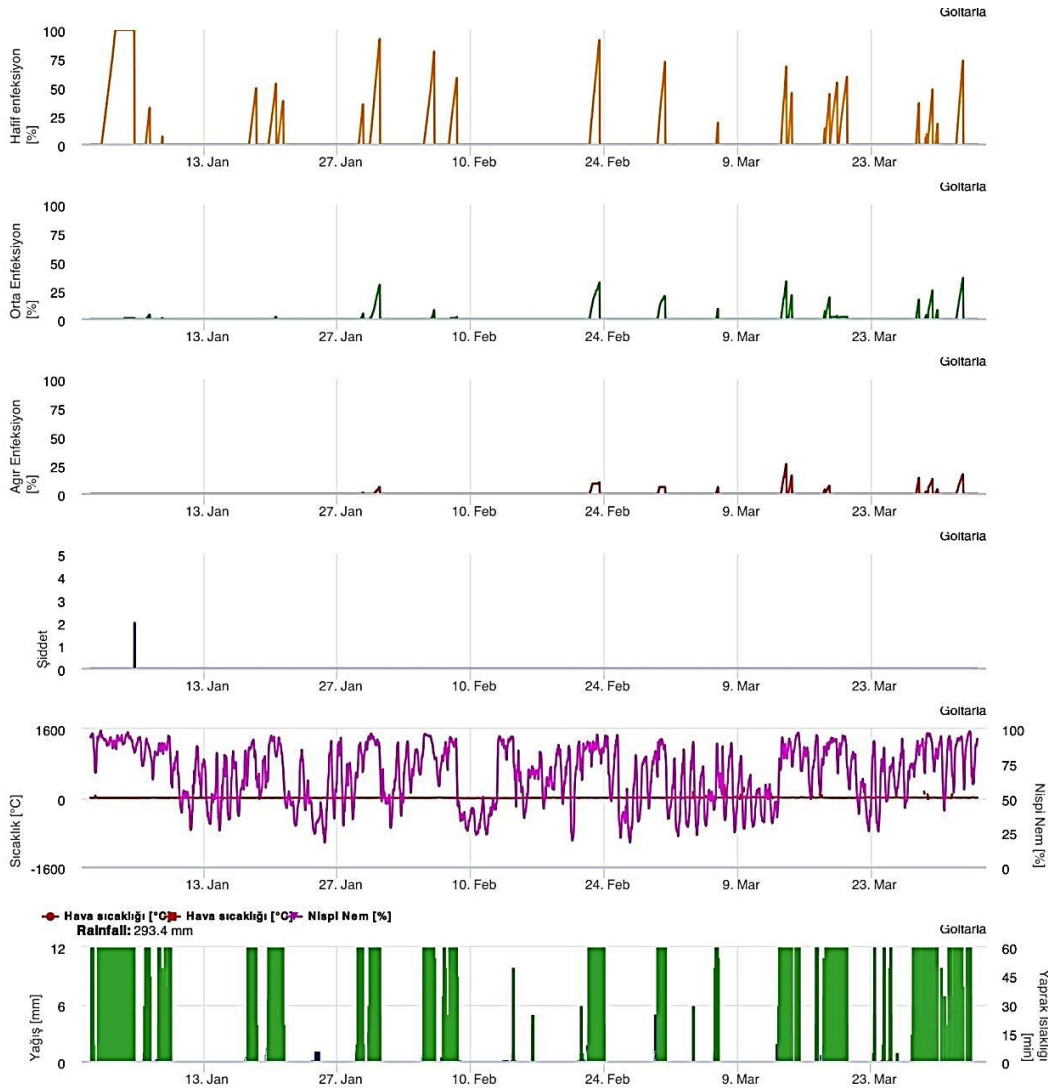 Goltarla
Hafif enfeksiyon
[%]
100
75
50
25
0
13. Jan
27. Jan
10. Feb
24. Feb
9. Mar
23. Mar
Goltarla
Orta Enfeksiyon
[%]
100
75
50
25
0
13. Jan
27. Jan
10. Feb
24. Feb
9. Mar
23. Mar
Goltarla
Agır Enfeksiyon
[%]
100
75
50
25
0
13. Jan
27. Jan
10. Feb
24. Feb
9. Mar
23. Mar
Goltarla
Şiddet
5
4
3
2
1
0
13. Jan
27. Jan
10. Feb
24. Feb
9. Mar
23. Mar
Goltarla
Sıcaklık [°C]
1600
0
-1600
100
75
50
25
0
Nispi Nem [%]
13. Jan
27. Jan
10. Feb
24. Feb
9. Mar
23. Mar
Hava sıcaklığı [°C] Hava sıcaklığı [°C] Nispi Nem [%]
Rainfall: 293.4 mm
Goltarla
Yağış [mm]
12
6
0
60
45
30
15
0
Yaprak Islaklıgı
[min]
13. Jan
27. Jan
10. Feb
24. Feb
9. Mar
23. Mar